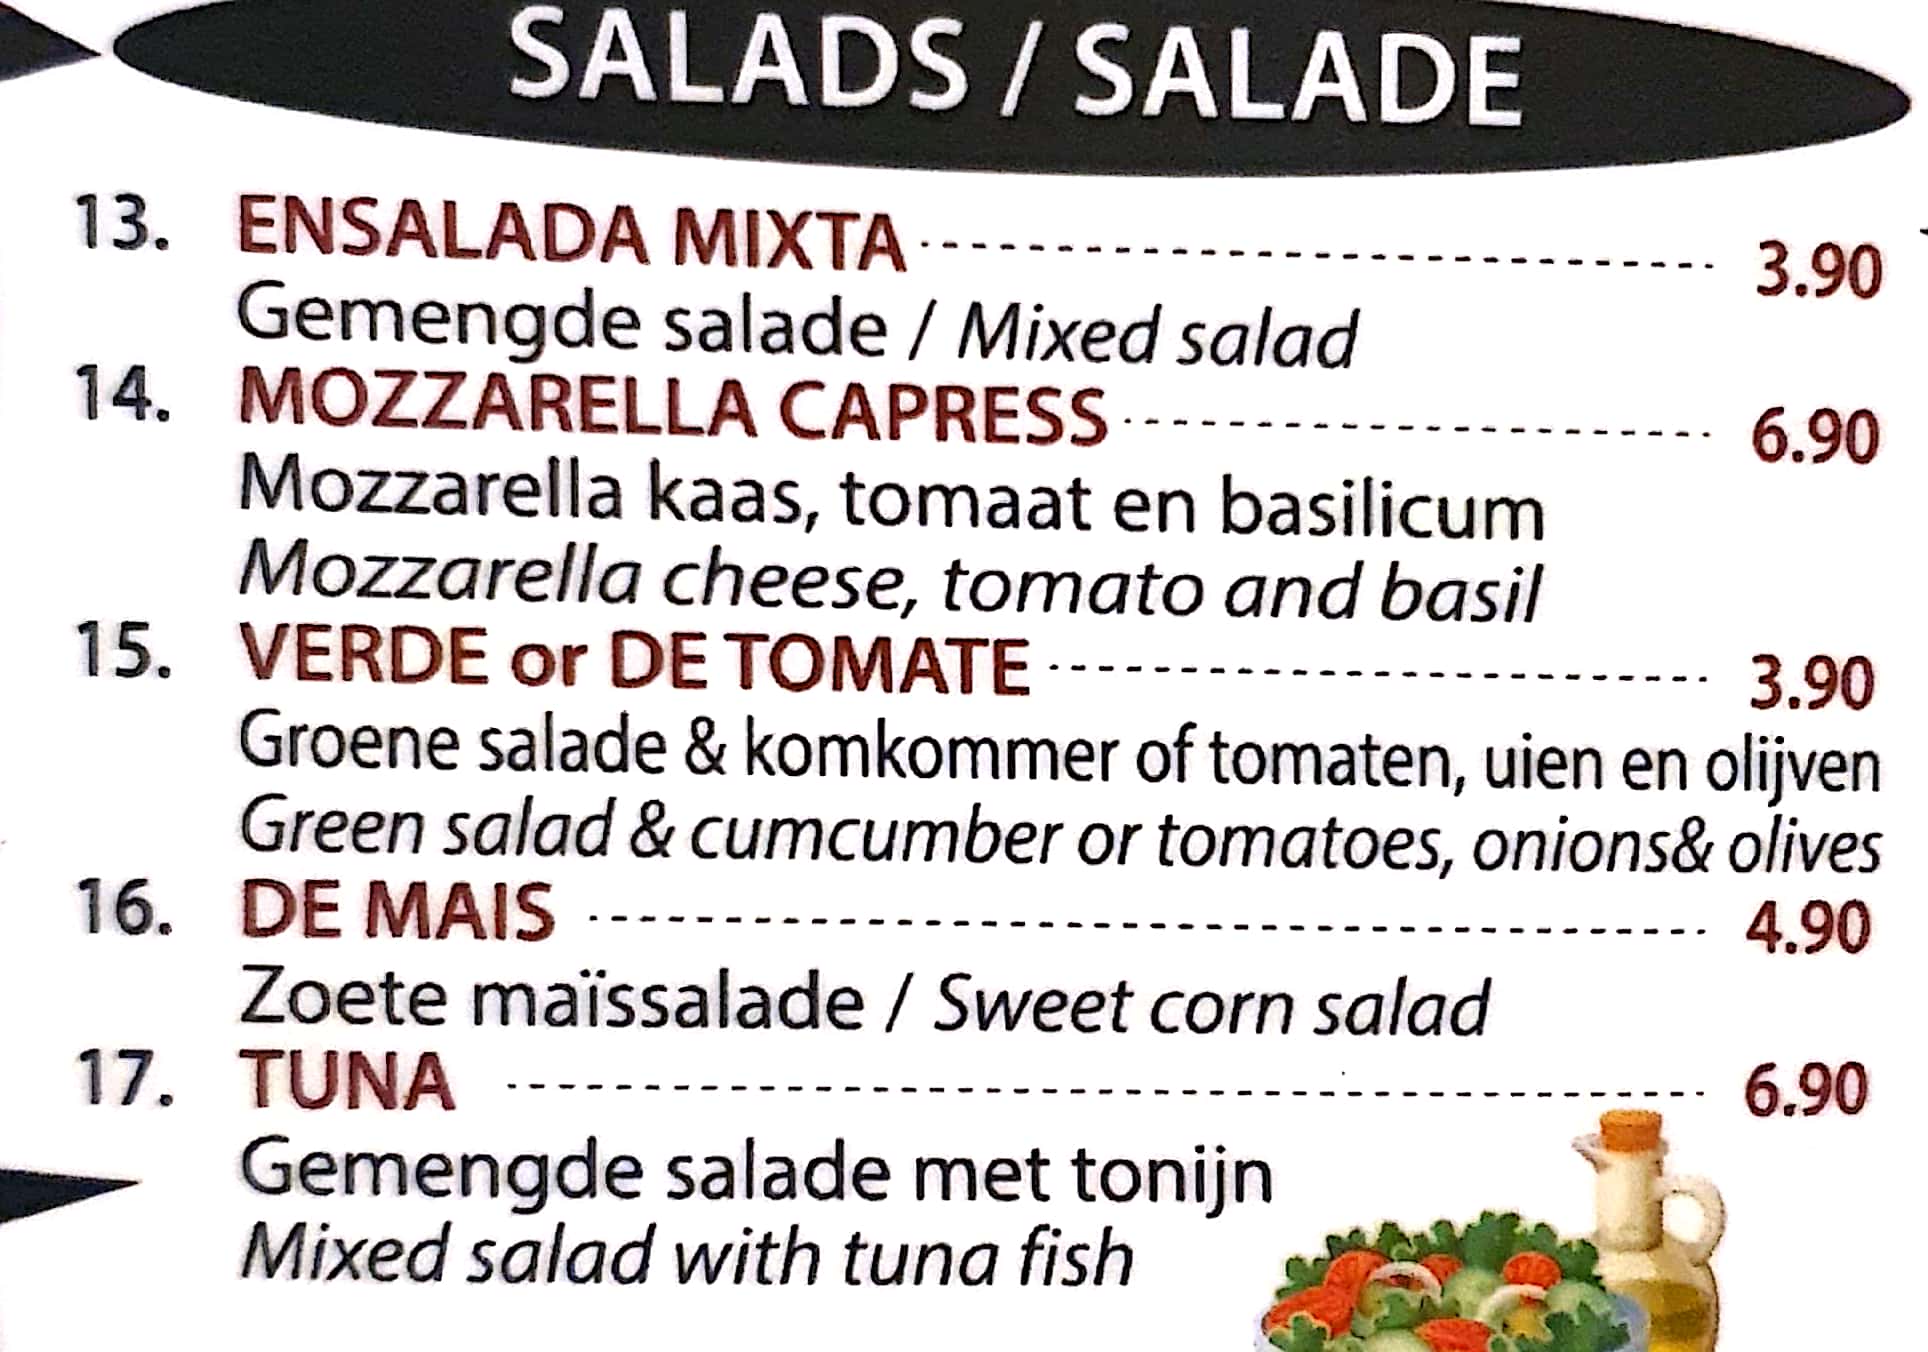 SALADS / SALADE
13. ENSALADA MIXTA 3.90
Gemengde salade / Mixed salad
14. MOZZARELLA CAPRESS 6.90
Mozzarella kaas, tomaat en basilicum
Mozzarella cheese, tomato and basil
15. VERDE or DE TOMATE 3.90
Groene salade & komkommer of tomaten, uien en olijven
Green salad & cumcumber or tomatoes, onions& olives
16. DE MAIS 4.90
Zoete maïssalade / Sweet corn salad
17. TUNA 6.90
Gemengde salade met tonijn
Mixed salad with tuna fish